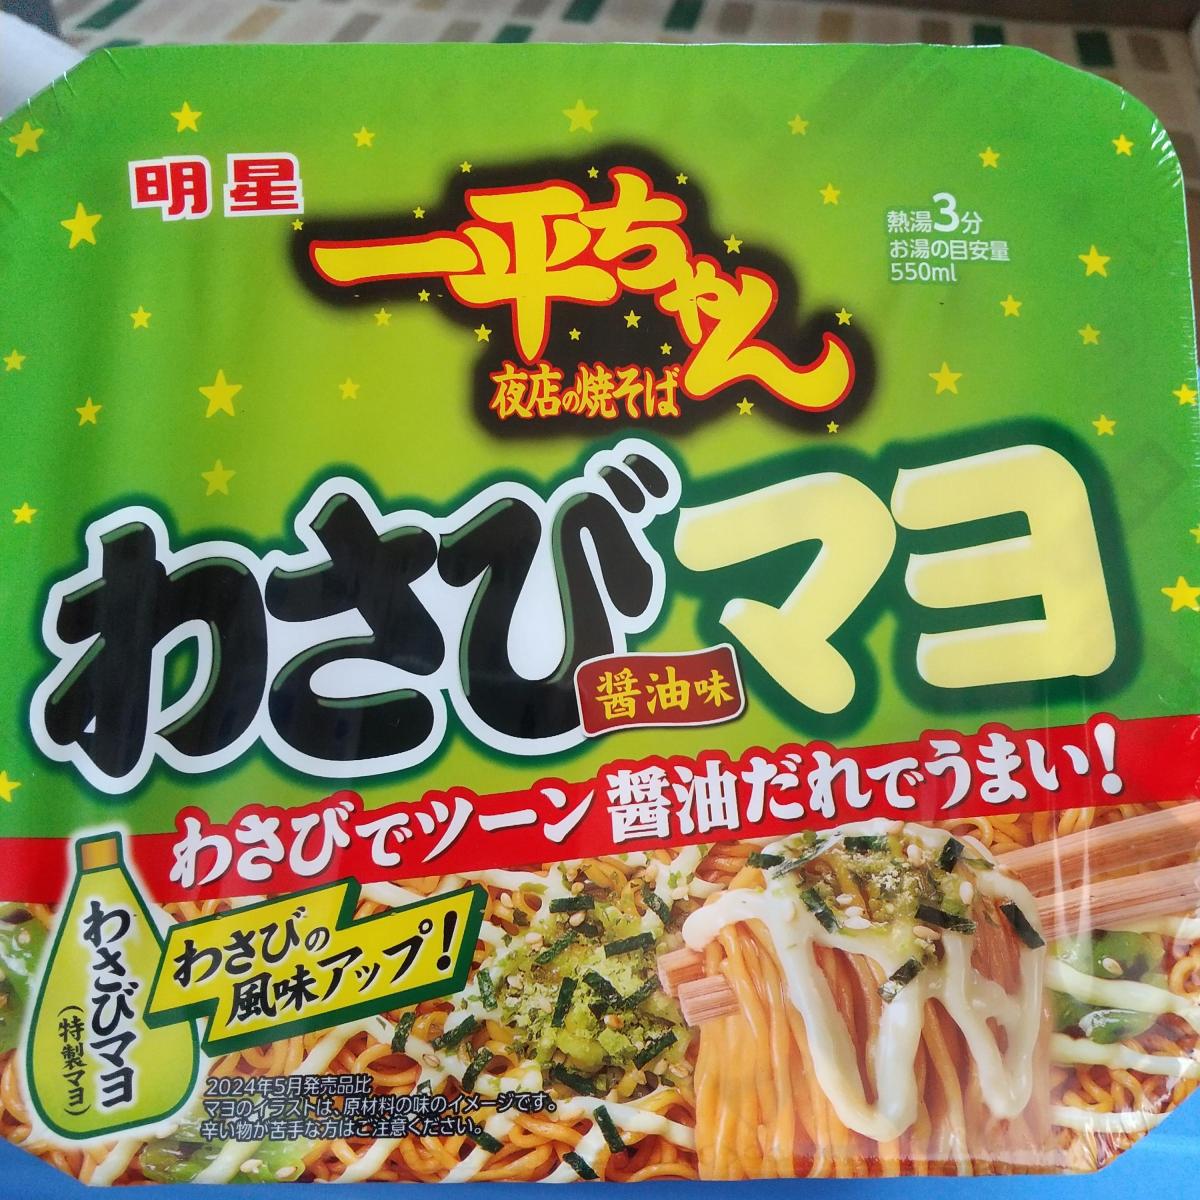 明星
一平ちゃん
夜店の焼そば
熱湯3分
お湯の目安量
550ml
わさびマヨ
醤油味
わさびでツーン 醤油だれでうまい!
わさびの
風味アップ!
わさびマヨ
(特製マヨ)
2024年5月発売品比
マヨのイラストは、原材料の味のイメージです。
辛い物が苦手な方はご注意ください。